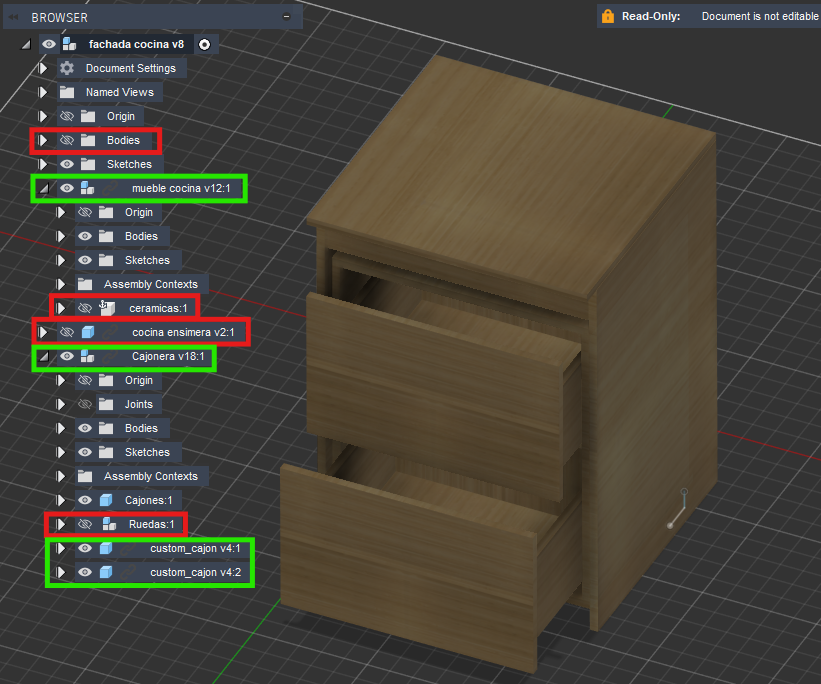 BROWSER
Read-Only: Document is not editable
fachada cocina v8
Document Settings
Named Views
Origin
Bodies
Sketches
mueble cocina v12:1
Origin
Bodies
Sketches
Assembly Contexts
ceramicas:1
cocina ensimera v2:1
Cajonera v18:1
Origin
Joints
Bodies
Sketches
Assembly Contexts
Cajones:1
Ruedas:1
custom_cajon v4:1
custom_cajon v4:2